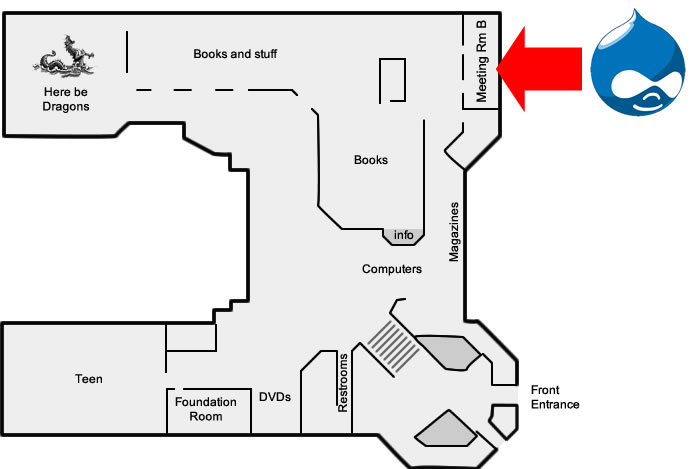 Books and stuff
Meeting Rm B
Here be
Dragons
Books
info
Magazines
Computers
Teen
Restrooms
DVDs
Foundation
Room
Front
Entrance